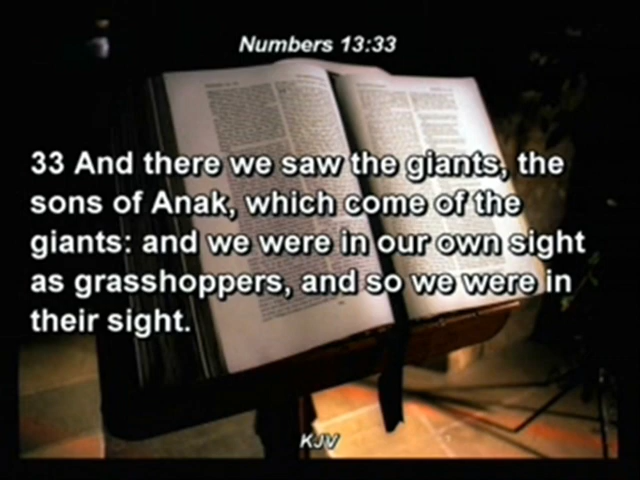 Numbers 13:33
33 And there we saw the giants, the
sons of Anak, which come of the
giants: and we were in our own sight
as grasshoppers, and so we were in
their sight.
KJV